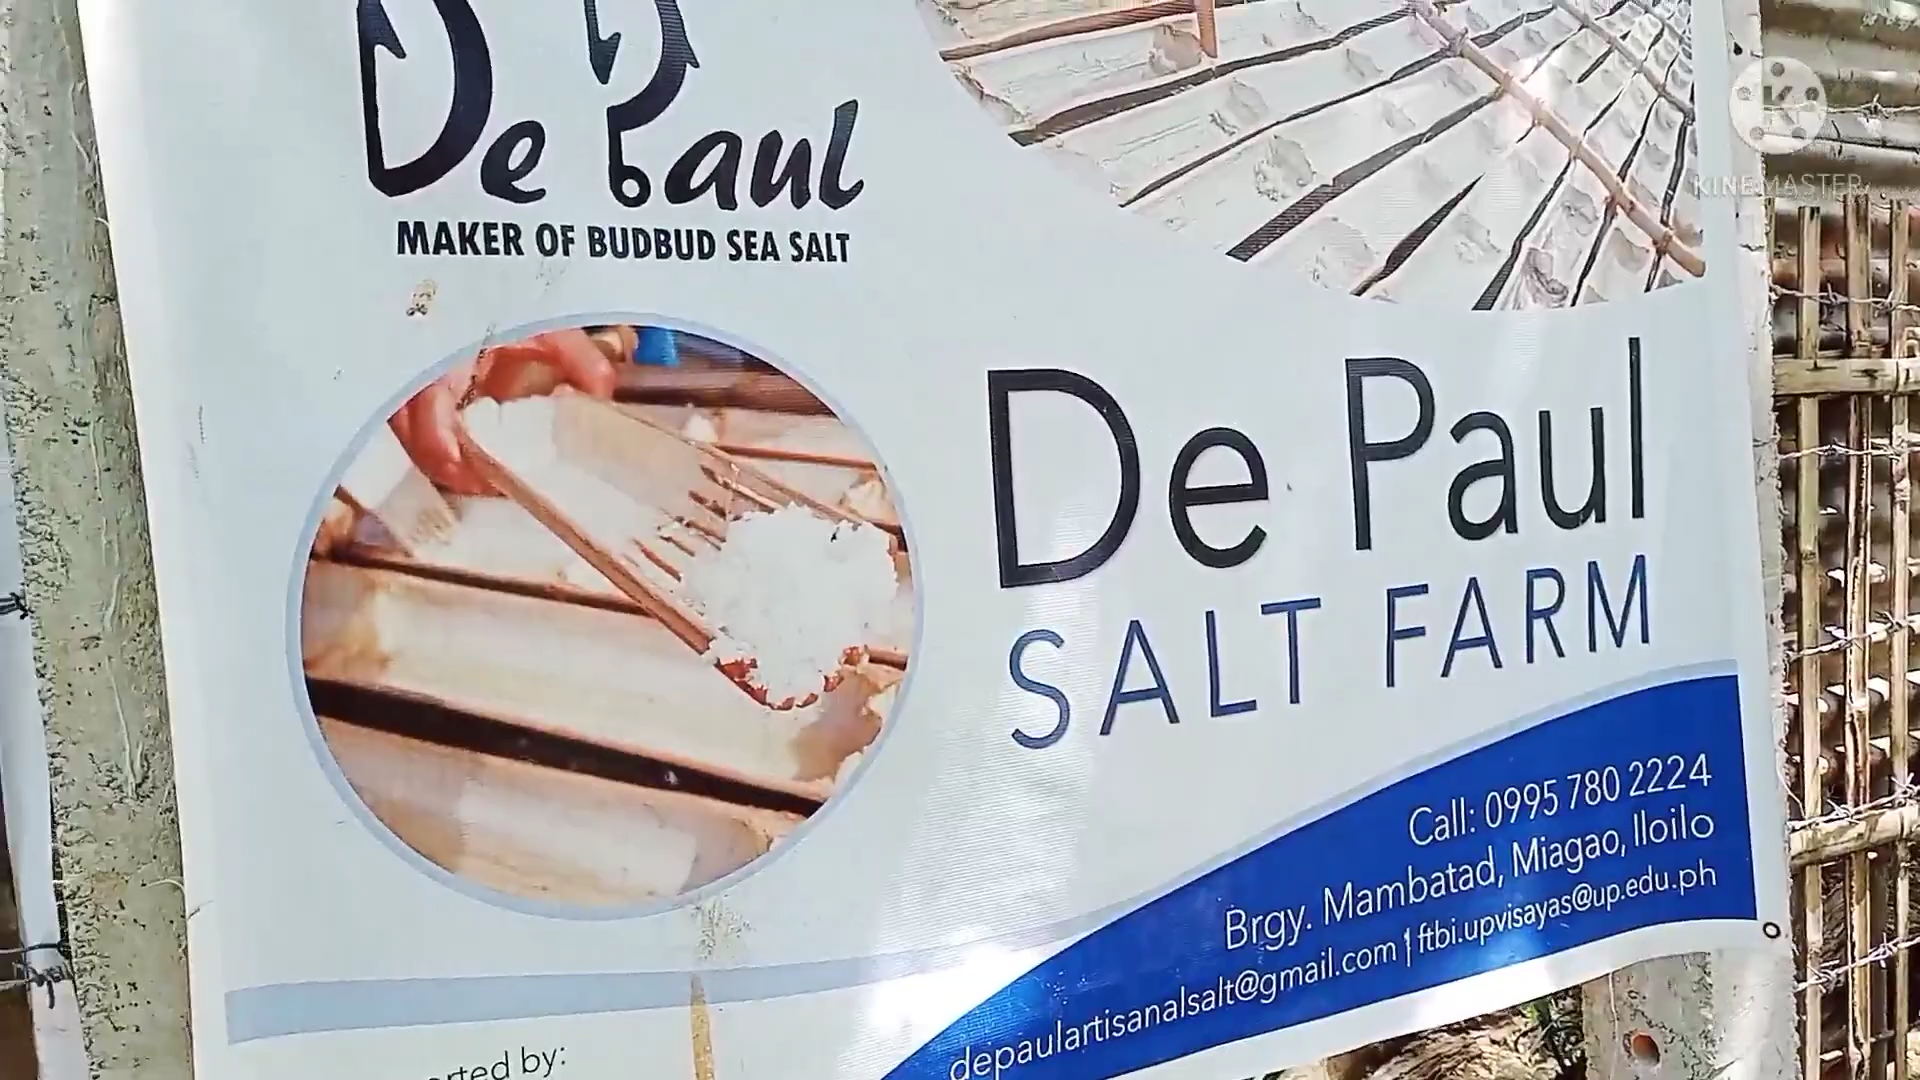 De Paul
MAKER OF BUDBUD SEA SALT
KINEMASTER
De Paul
SALT FARM
Call: 0995 780 2224
Brgy. Mambatad, Miagao, Iloilo
depaulartisanalsalt@gmail.com | ftbi.upvisayas@up.edu.ph
by: